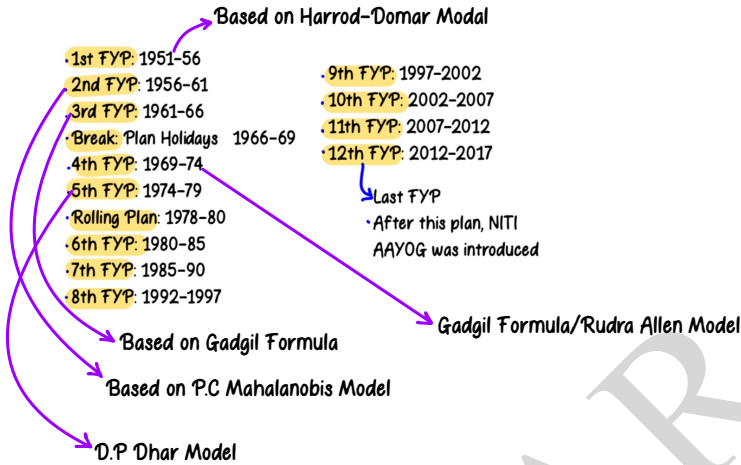 Based on Harrod-Domar Modal
1st FYP: 1951-56
2nd FYP: 1956-61
3rd FYP: 1961-66
Break: Plan Holidays 1966-69
4th FYP: 1969-74
5th FYP: 1974-79
Rolling Plan: 1978-80
6th FYP: 1980-85
7th FYP: 1985-90
8th FYP: 1992-1997
9th FYP: 1997-2002
10th FYP: 2002-2007
11th FYP: 2007-2012
12th FYP: 2012-2017
Last FYP
After this plan, NITI
AAYOG was introduced
Gadgil Formula/Rudra Allen Model
Based on Gadgil Formula
Based on P.C Mahalanobis Model
D.P Dhar Model